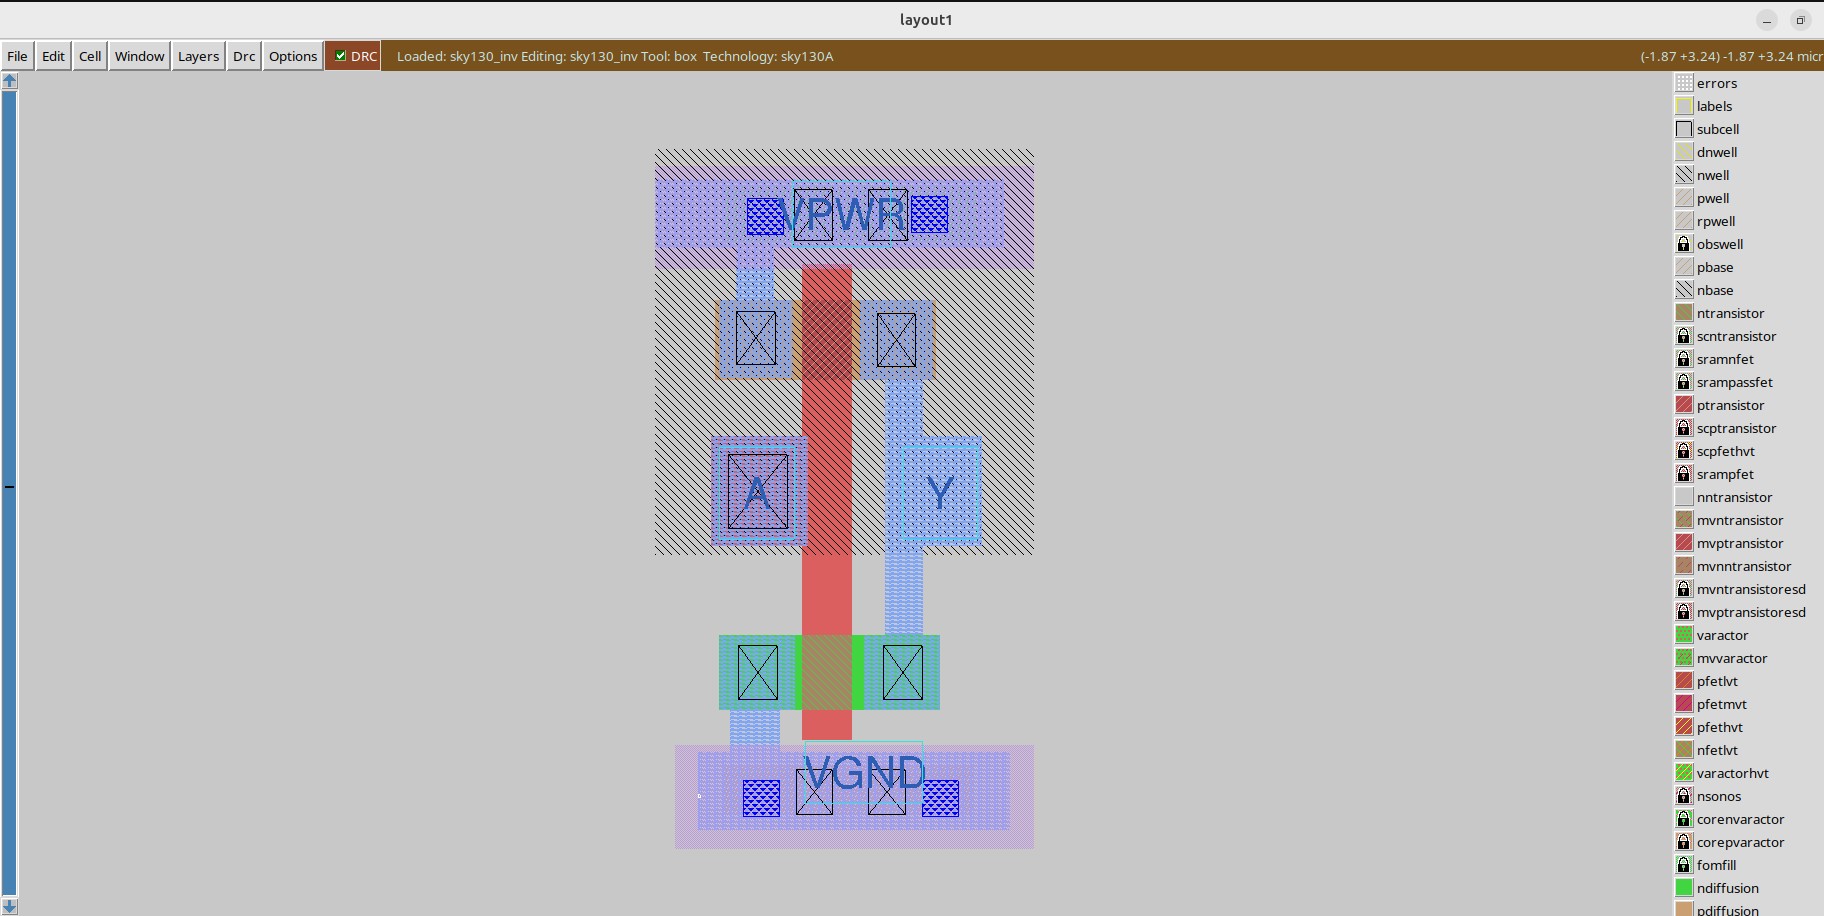 layout1
File Edit Cell Window Layers Drc Options DRC Loaded: sky130_inv Editing: sky130_inv Tool: box Technology: sky130A (-1.87 +3.24) -1.87 +3.24 micr
VPWR
A
Y
VGND
errors
labels
subcell
dnwell
nwell
pwell
rpwell
obswell
pbase
nbase
ntransistor
scntransistor
sramnfet
srampassfet
ptransistor
scptransistor
scpfethvt
srampfet
nntransistor
mvntransistor
mvptransistor
mvnntransistor
mvntransistoresd
mvptransistoresd
varactor
mvvaractor
pfetlvt
pfetmvt
pfethvt
nfetlvt
varactorhvt
nsonos
corenvaractor
corepvaractor
fomfill
ndiffusion
pdiffusion